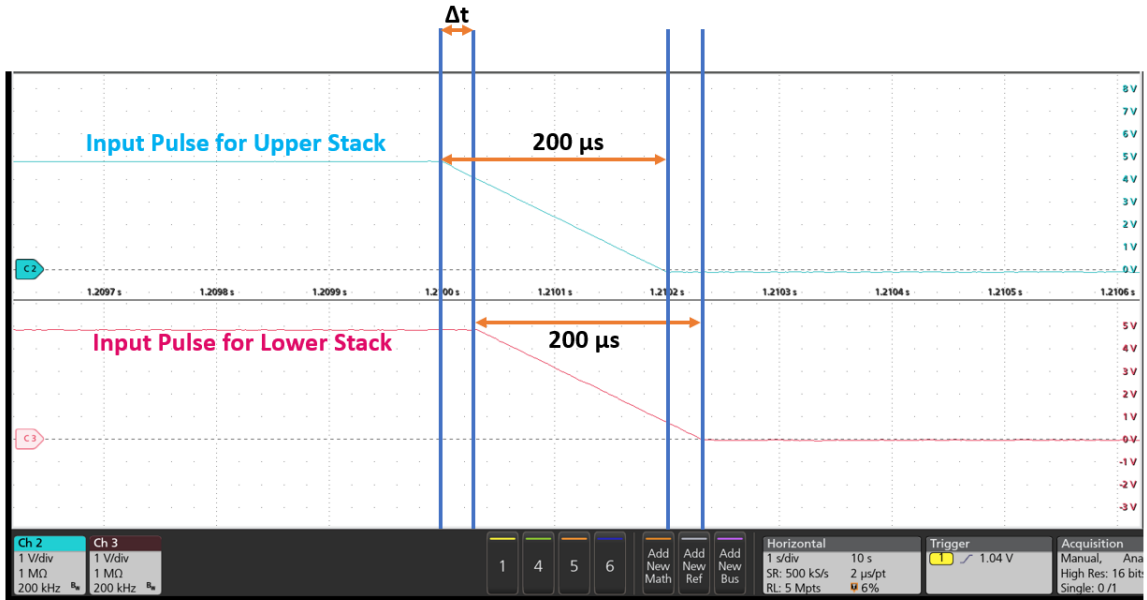 Δt
8 V
7 V
Input Pulse for Upper Stack
200 µs
6 V
5 V
4 V
3 V
2 V
1 V
C 2
0 V
1.2097 s
1.2098 s
1.2099 s
1.2100 s
1.2101 s
1.2102 s
1.2103 s
1.2104 s
1.2105 s
1.2106 s
5 V
Input Pulse for Lower Stack
200 µs
4 V
3 V
2 V
1 V
C 3
0 V
-1 V
-2 V
-3 V
Ch 2
1 V/div
1 MΩ
200 kHz
Ch 3
1 V/div
1 MΩ
200 kHz
1
4
5
6
Add
New
Math
Add
New
Ref
Add
New
Bus
Horizontal
1 s/div 10 s
SR: 500 kS/s 2 µs/pt
RL: 5 Mpts 6%
Trigger
1 1.04 V
Acquisition
Manual, Ana
High Res: 16 bits
Single: 0 /1